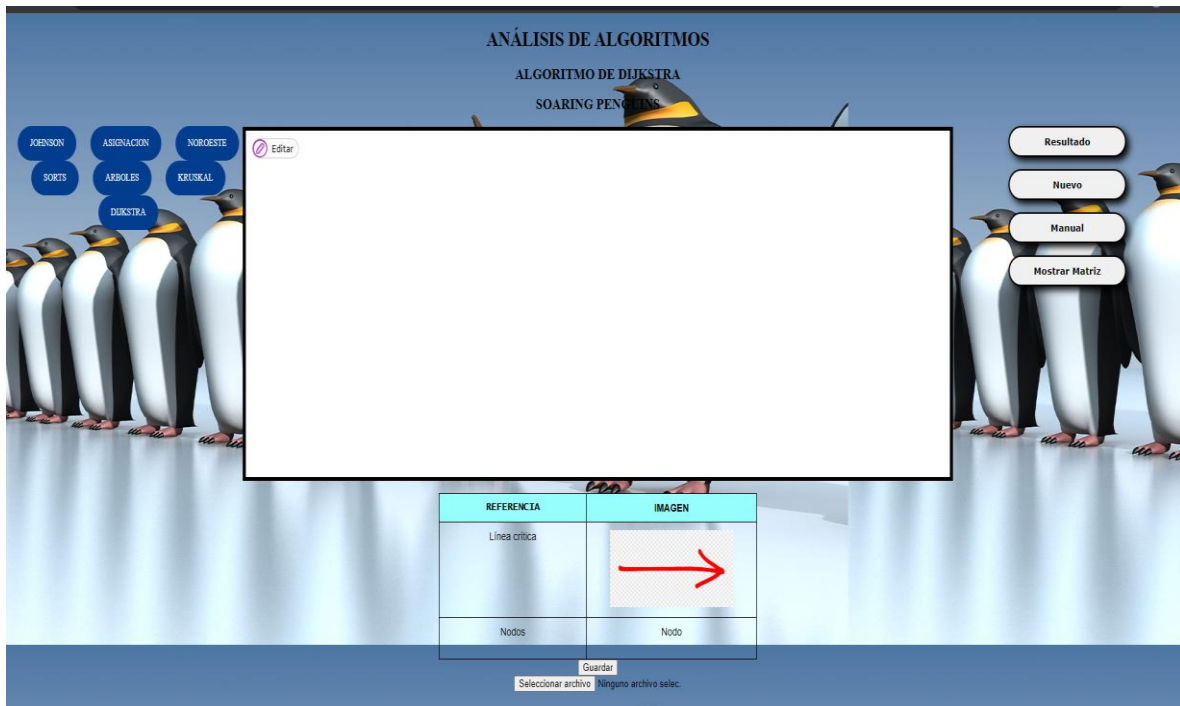 ANÁLISIS DE ALGORITMOS
ALGORITMO DE DIJKSTRA
SOARING PENGUINS
JOHNSON ASIGNACION NOROESTE
SORTS ARBOLES KRUSKAL
DIJKSTRA
Editar
Resultado
Nuevo
Manual
Mostrar Matriz
REFERENCIA IMAGEN
Línea crítica
Nodos Nodo
Guardar
Seleccionar archivo Ninguno archivo selec.